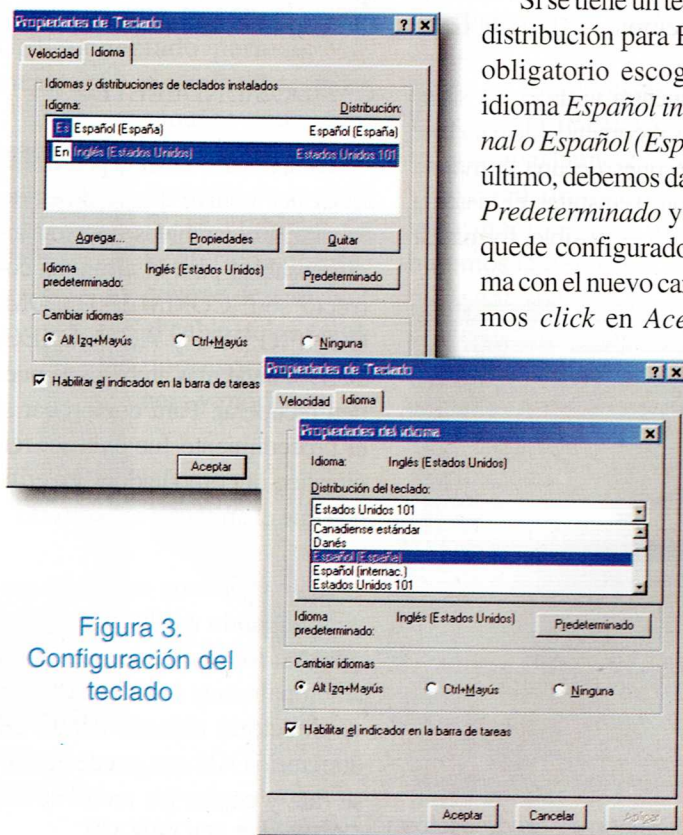 Propiedades de Teclado
Velocidad Idioma
Idiomas y distribuciones de teclados instalados
Idioma: Distribución:
Es Español (España) Español (España)
En Inglés (Estados Unidos) Estados Unidos 101
Agregar... Propiedades Quitar
Idioma predeterminado: Inglés (Estados Unidos) Predeterminado
Cambiar idiomas
Alt Izq+Mayús Ctrl+Mayús Ninguna
Habilitar el indicador en la barra de tareas
Aceptar
Si se tiene un te
distribución para E
obligatorio escog
idioma Español in
nal o Español (Esp
último, debemos da
Predeterminado y
quede configurado
ma con el nuevo ca
mos click en Ace
Propiedades de Teclado
Velocidad Idioma
Propiedades del idioma
Idioma: Inglés (Estados Unidos)
Distribución del teclado:
Estados Unidos 101
Canadiense estándar
Danés
Español (España)
Español (internac.)
Estados Unidos 101
Idioma predeterminado: Inglés (Estados Unidos) Predeterminado
Cambiar idiomas
Alt Izq+Mayús Ctrl+Mayús Ninguna
Habilitar el indicador en la barra de tareas
Aceptar Cancelar Aplicar
Figura 3.
Configuración del
teclado